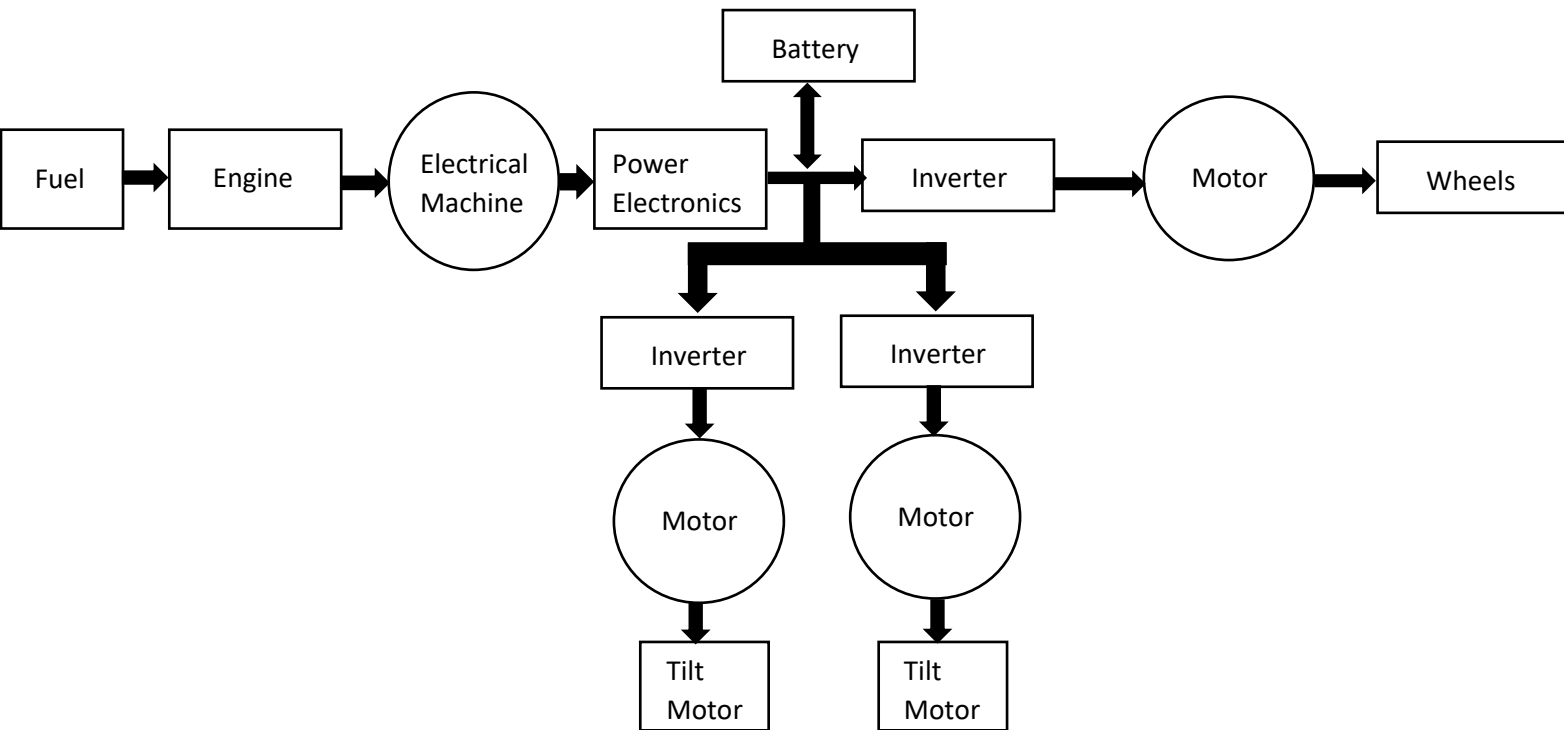 Battery
Fuel
Engine
Electrical
Machine
Power
Electronics
Inverter
Motor
Wheels
Inverter
Inverter
Motor
Motor
Tilt
Motor
Tilt
Motor